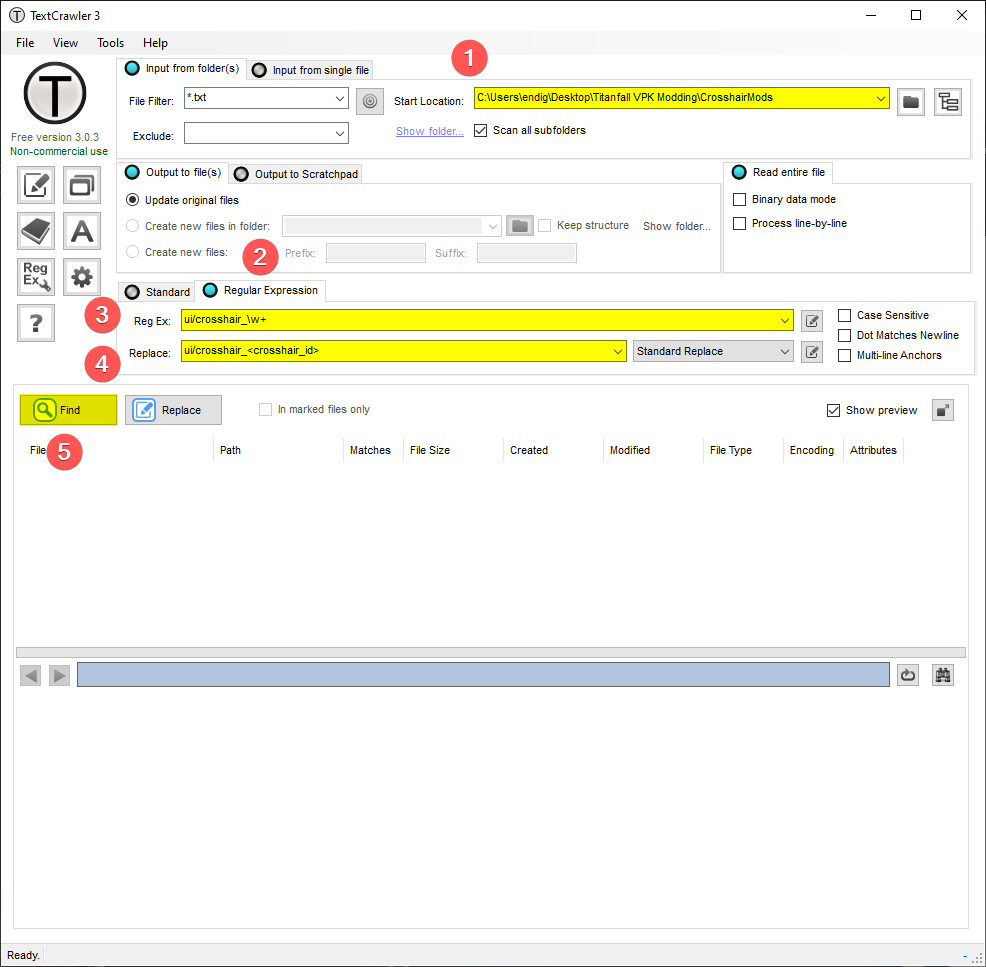 TextCrawler 3
File View Tools Help
1
Input from folder(s) Input from single file
File Filter: *.txt Start Location: C:\Users\endig\Desktop\Titanfall VPK Modding\CrosshairMods
Exclude: Show folder... Scan all subfolders
T
Free version 3.0.3
Non-commercial use
Output to file(s) Output to Scratchpad Read entire file
Update original files Binary data mode
Create new files in folder: Keep structure Show folder... Process line-by-line
Create new files: 2 Prefix: Suffix:
A
Reg
Ex
?
Standard Regular Expression
3 Reg Ex: ui/crosshair_\w+ Case Sensitive
Dot Matches Newline
4 Replace: ui/crosshair_<crosshair_id> Standard Replace Multi-line Anchors
Find Replace In marked files only Show preview
File 5 Path Matches File Size Created Modified File Type Encoding Attributes
Ready.